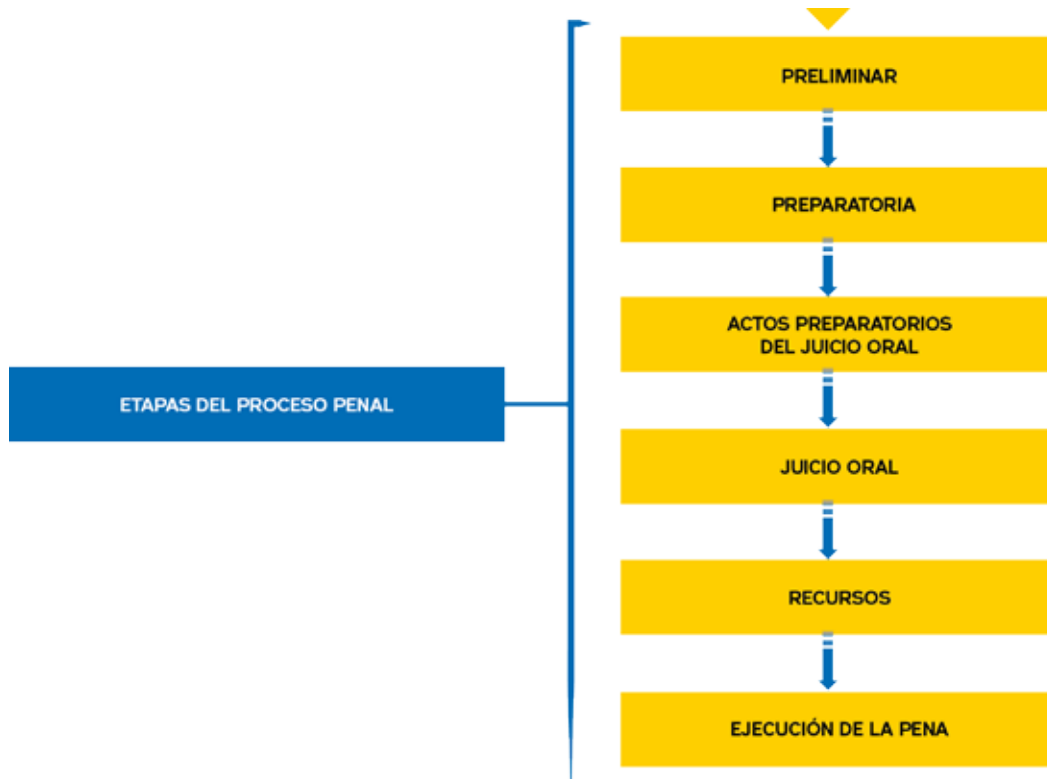 PRELIMINAR
PREPARATORIA
ACTOS PREPARATORIOS
DEL JUICIO ORAL
ETAPAS DEL PROCESO PENAL
JUICIO ORAL
RECURSOS
EJECUCIÓN DE LA PENA